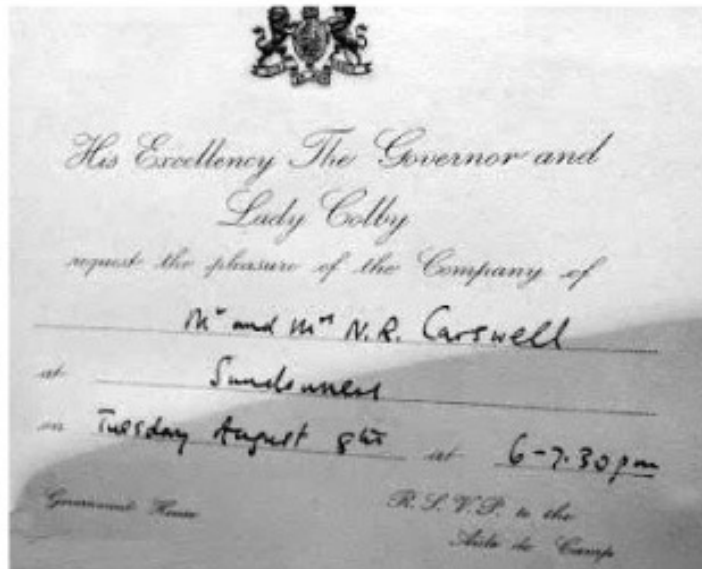 His Excellency The Governor and
Lady Colby
request the pleasure of the Company of
Mr and Mrs N.R. Carswell
at Sundowners
on Tuesday August 8th at 6-7.30pm
Government House R.S.V.P. to the
Aide de Camp